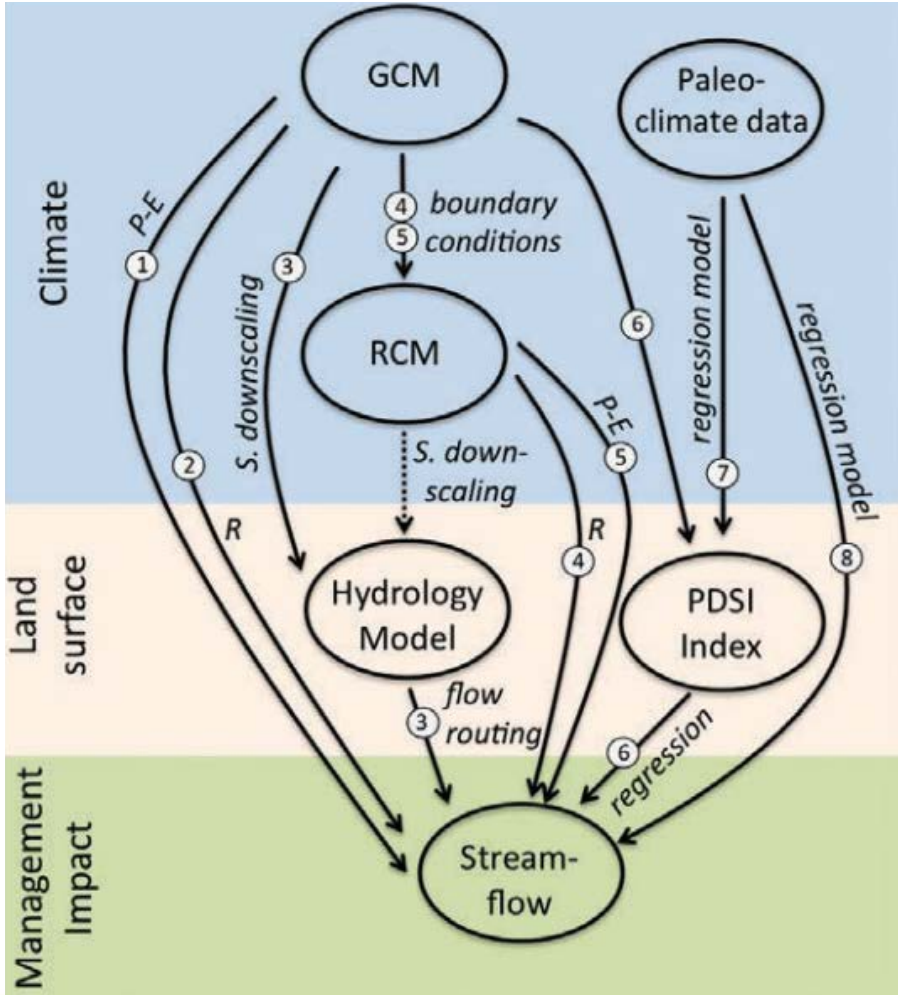 Climate
Land
surface
Management
Impact
GCM
Paleo-
climate data
P-E
1
2
R
S. downscaling
3
4
5
boundary
conditions
6
regression model
7
regression model
8
RCM
S. down-
scaling
P-E
5
R
4
Hydrology
Model
PDSI
Index
flow
routing
3
6
regression
Stream-
flow